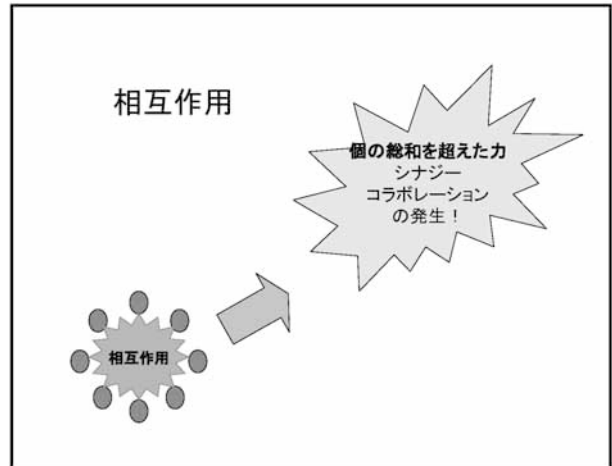 相互作用
個の総和を超えた力
シナジー
コラボレーション
の発生！
相互作用